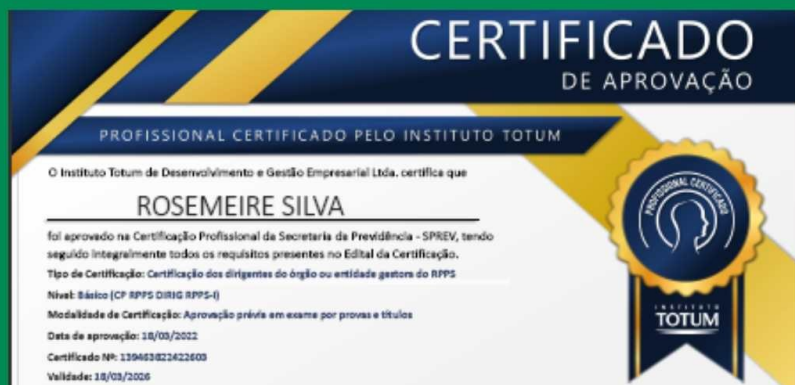 CERTIFICADO
DE APROVAÇÃO
PROFISSIONAL CERTIFICADO PELO INSTITUTO TOTUM
O Instituto Totum de Desenvolvimento e Gestão Empresarial Ltda. certifica que
ROSEMEIRE SILVA
foi aprovado na Certificação Profissional da Secretaria da Previdência - SPREV, tendo
seguido integralmente todos os requisitos presentes no Edital da Certificação.
Tipo de Certificação: Certificação dos dirigentes do órgão ou entidade gestora do RPPS
Nível: Básico (CP RPPS DIRIG RPPS-I)
Modalidade de Certificação: Aprovação prévia em exame por provas e títulos
Data de aprovação: 18/03/2022
Certificado Nº: 139463822422603
Validade: 18/03/2026
PROFISSIONAL CERTIFICADO
INSTITUTO
TOTUM